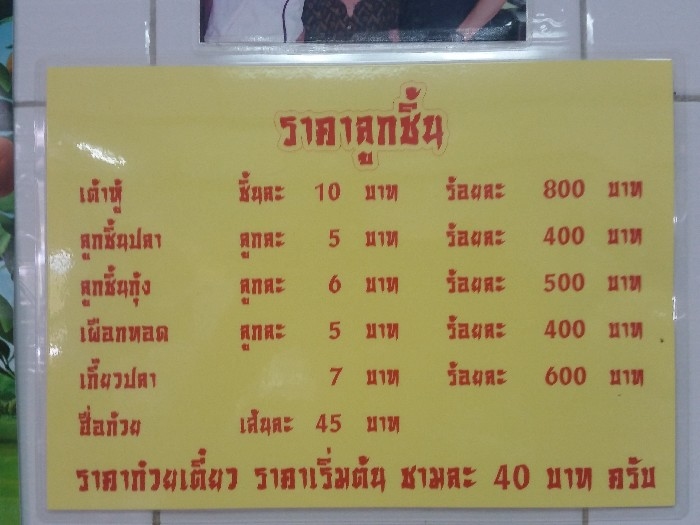 ราคาลูกชิ้น
เต้าหู้ ชิ้นละ 10 บาท ร้อยละ 800 บาท
ลูกชิ้นปลา ลูกละ 5 บาท ร้อยละ 400 บาท
ลูกชิ้นกุ้ง ลูกละ 6 บาท ร้อยละ 500 บาท
เผือกทอด ลูกละ 5 บาท ร้อยละ 400 บาท
เกี๊ยวปลา 7 บาท ร้อยละ 600 บาท
ฮื่อก้วย เส้นละ 45 บาท
ราคาก๋วยเตี๋ยว ราคาเริ่มต้น ชามละ 40 บาท ครับ